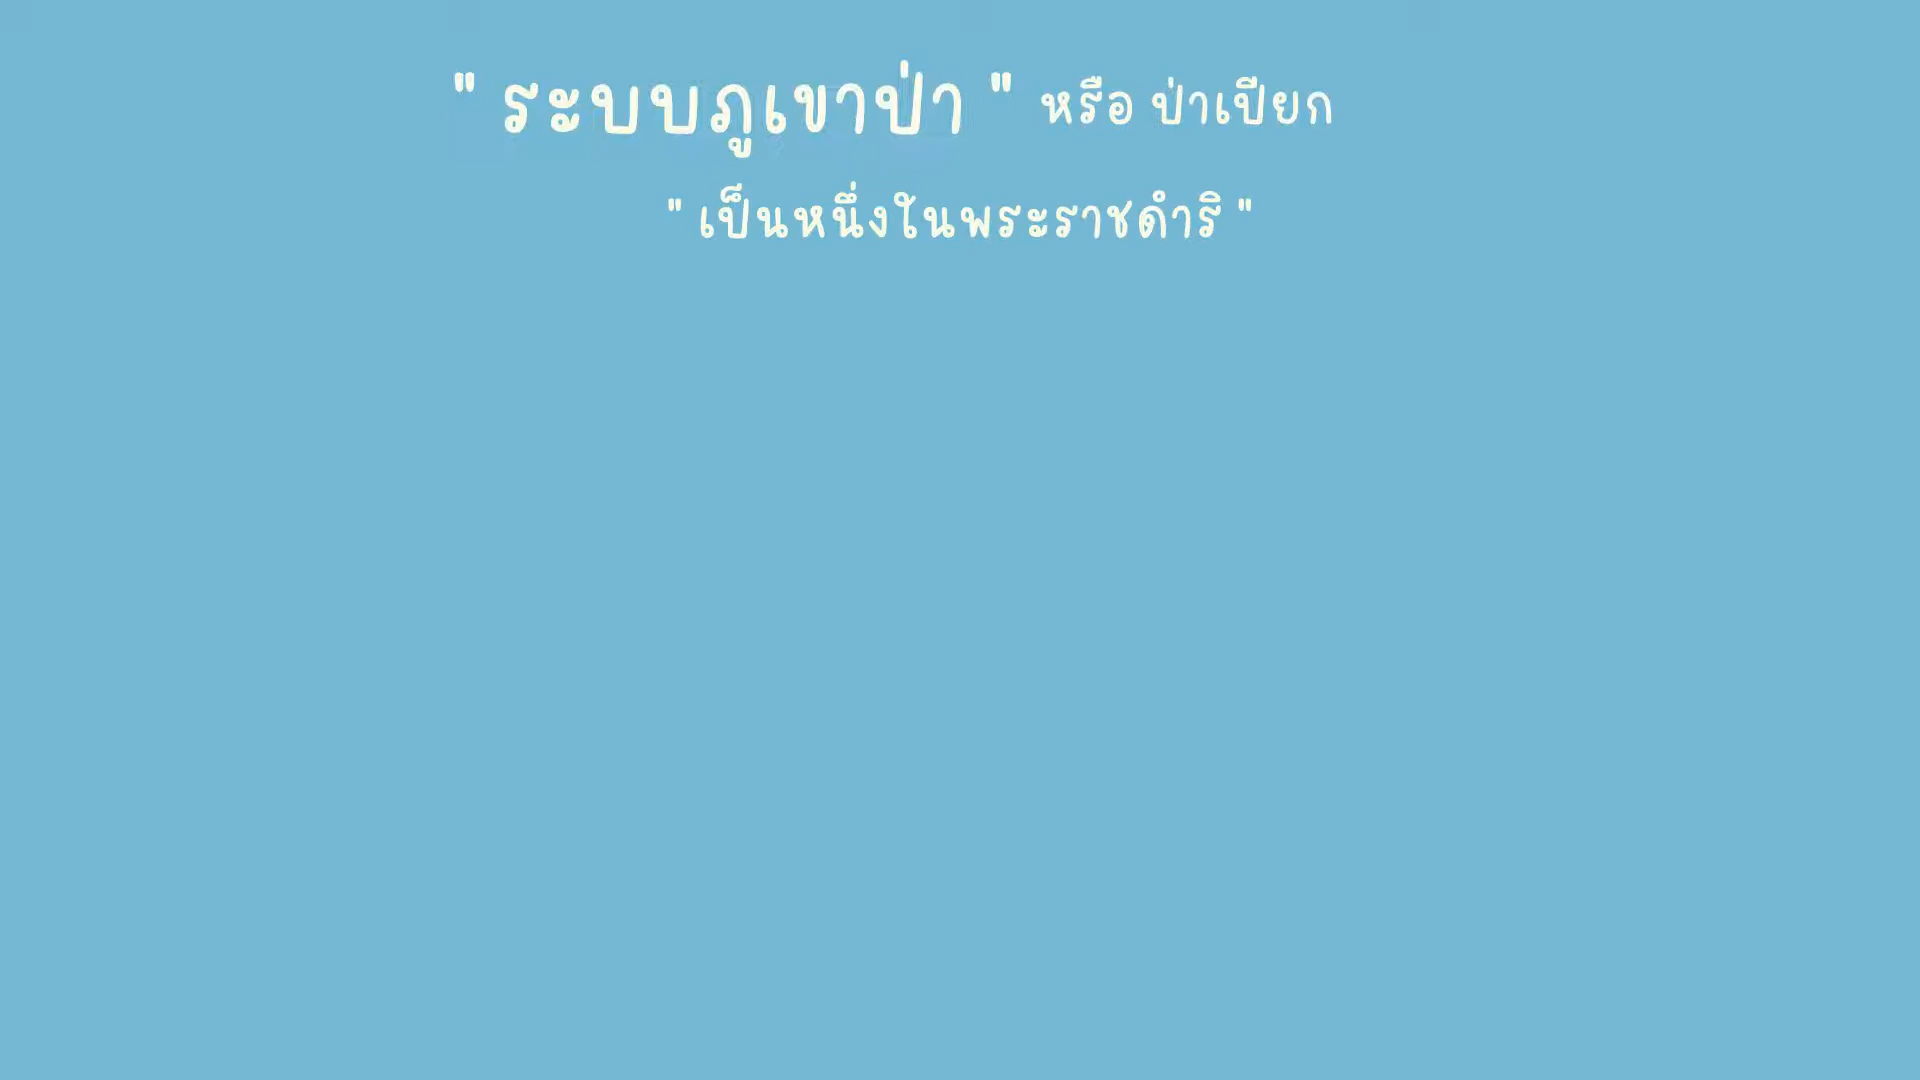 " ระบบภูเขาป่า " หรือ ป่าเปียก
" เป็นหนึ่งในพระราชดำริ "